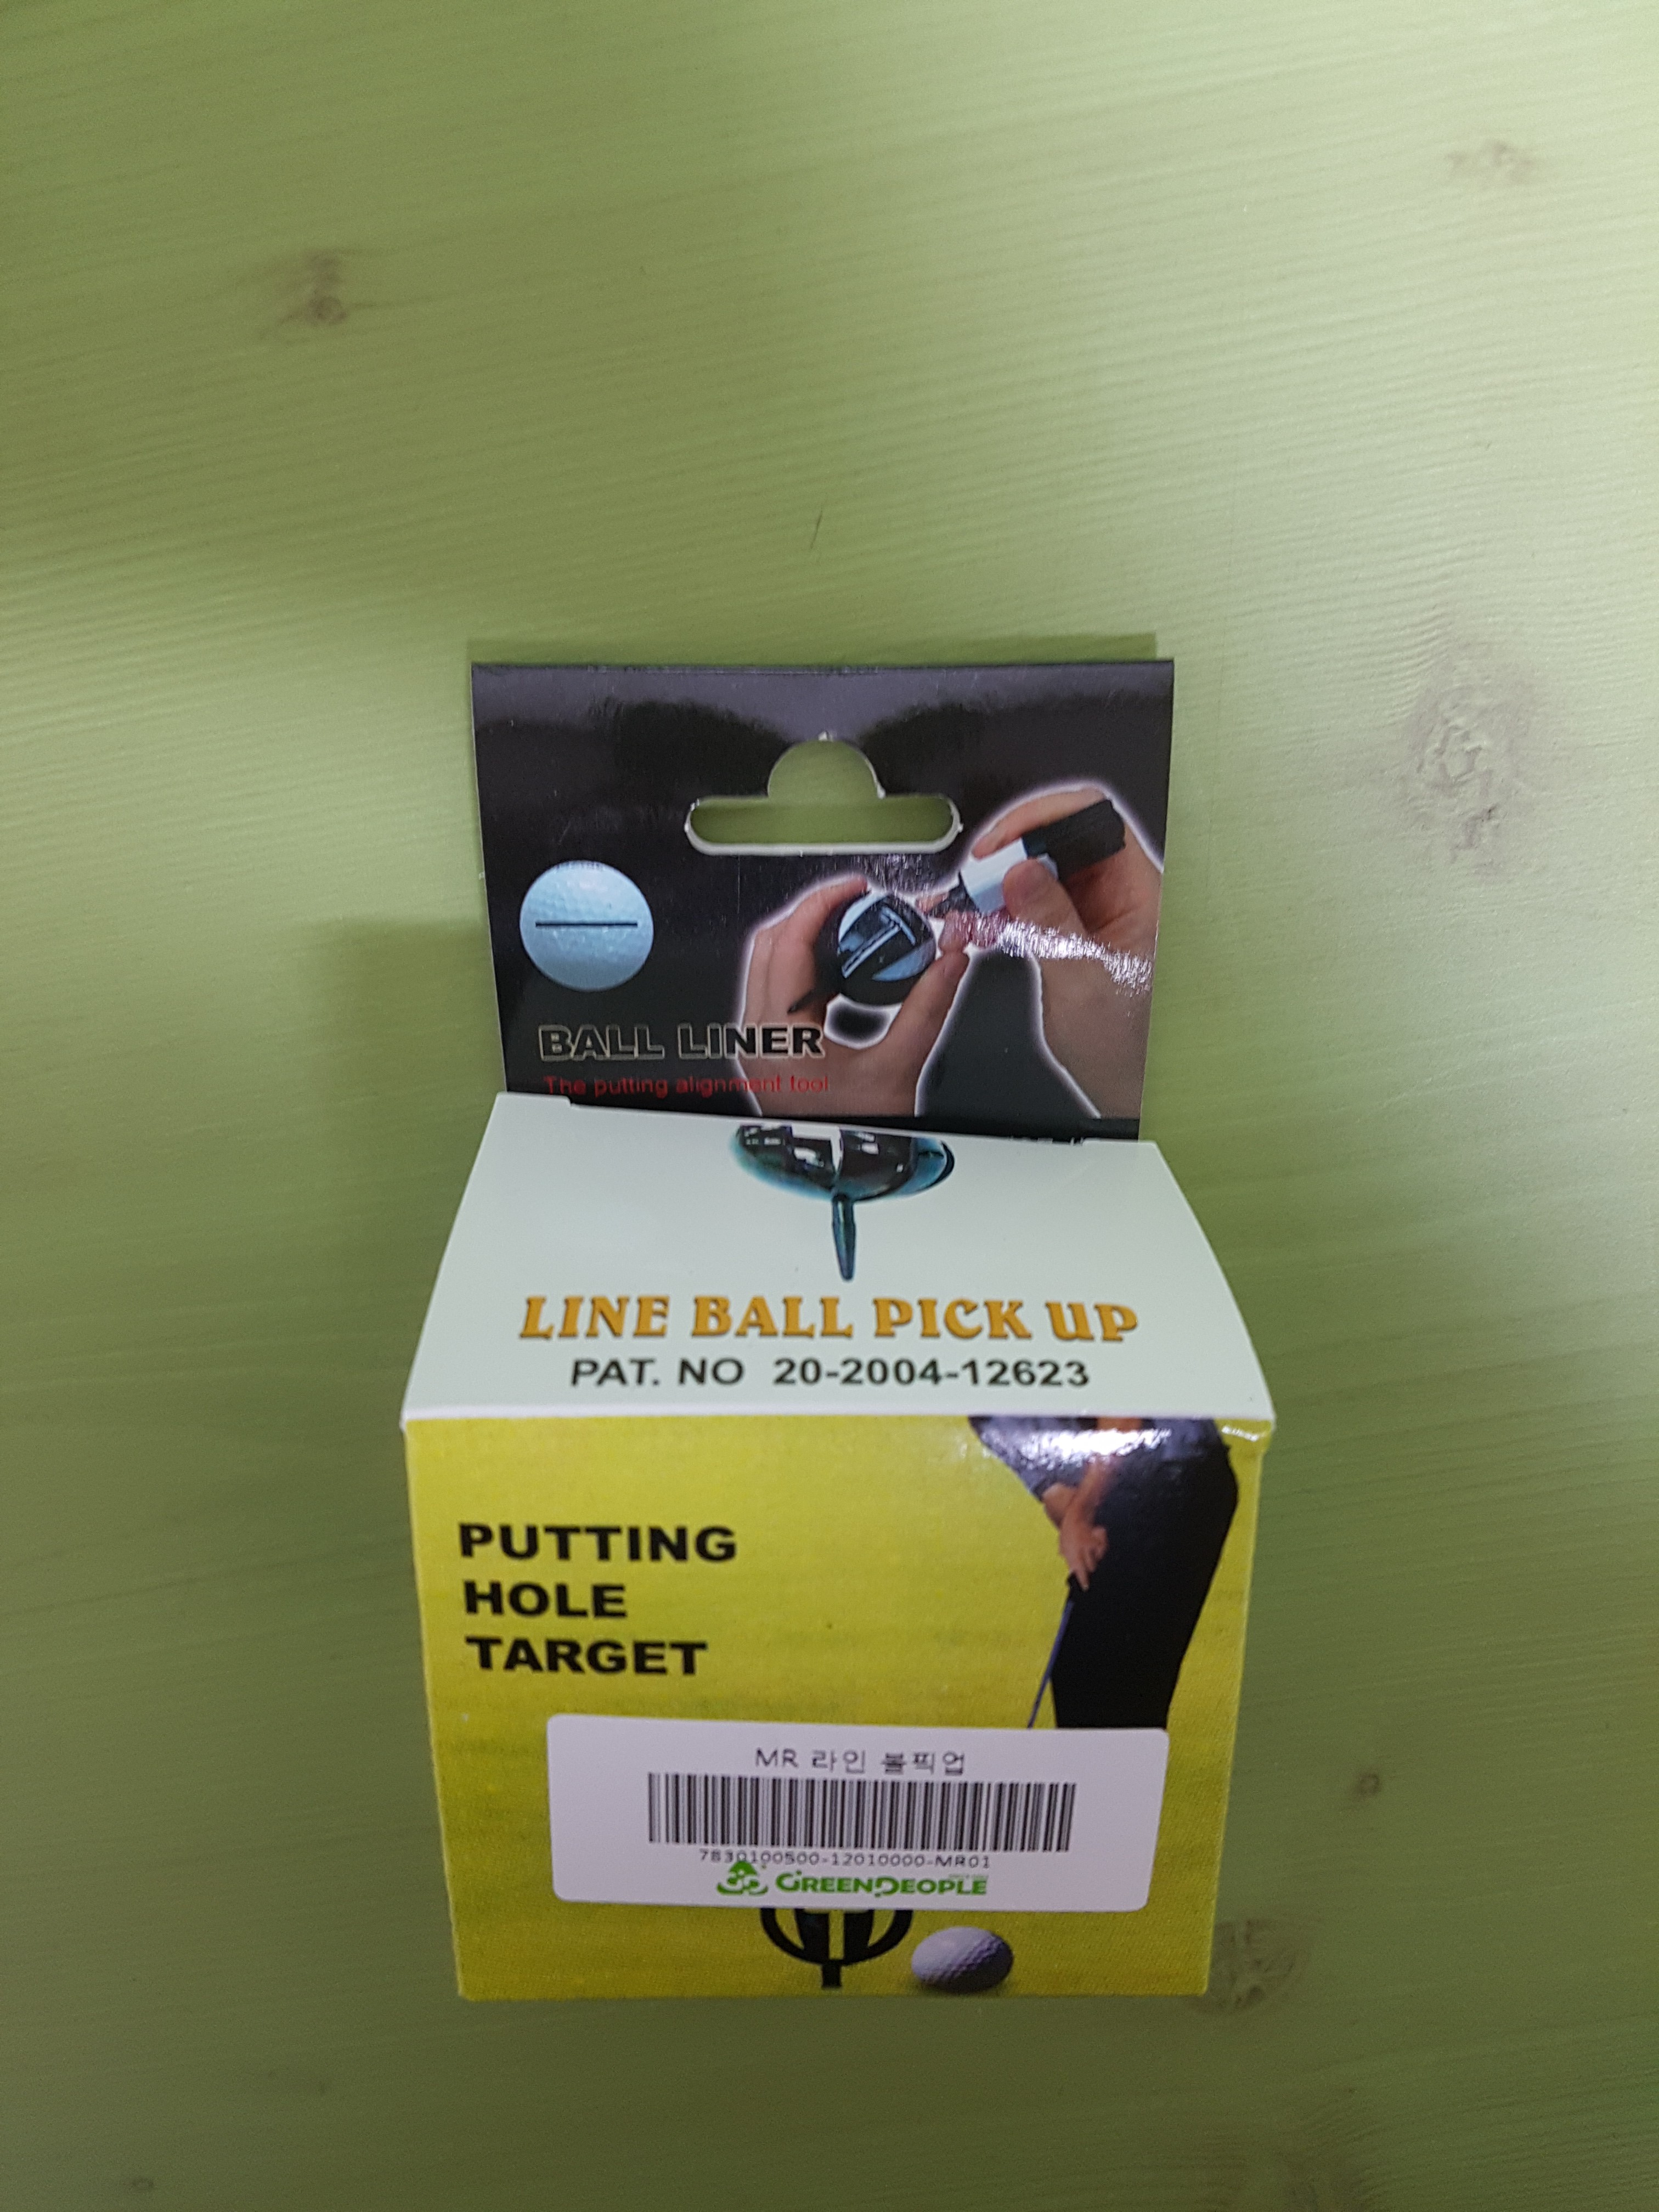 BALL LINER
The putting alignment tool
LINE BALL PICK UP
PAT. NO 20-2004-12623
PUTTING
HOLE
TARGET
MR 라인 볼픽업
7830100500-12010000-MR01
GREENPEOPLE